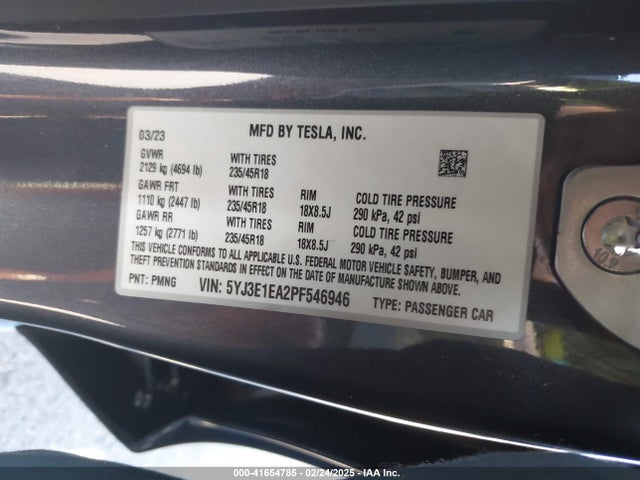 03/23 MFD BY TESLA, INC.
GVWR WITH TIRES
2129 kg (4694 lb) 235/45R18
GAWR FRT WITH TIRES RIM COLD TIRE PRESSURE
1110 kg (2447 lb) 235/45R18 18X8.5J 290 kPa, 42 psi
GAWR RR WITH TIRES RIM COLD TIRE PRESSURE
1257 kg (2771 lb) 235/45R18 18X8.5J 290 kPa, 42 psi
THIS VEHICLE CONFORMS TO ALL APPLICABLE U.S. FEDERAL MOTOR VEHICLE SAFETY, BUMPER, AND
THEFT PREVENTION STANDARDS IN EFFECT ON THE DATE OF MANUFACTURE SHOWN ABOVE.
PNT: PMNG VIN: 5YJ3E1EA2PF546946 TYPE: PASSENGER CAR
000-41654785 - 02/24/2025 - IAA Inc.